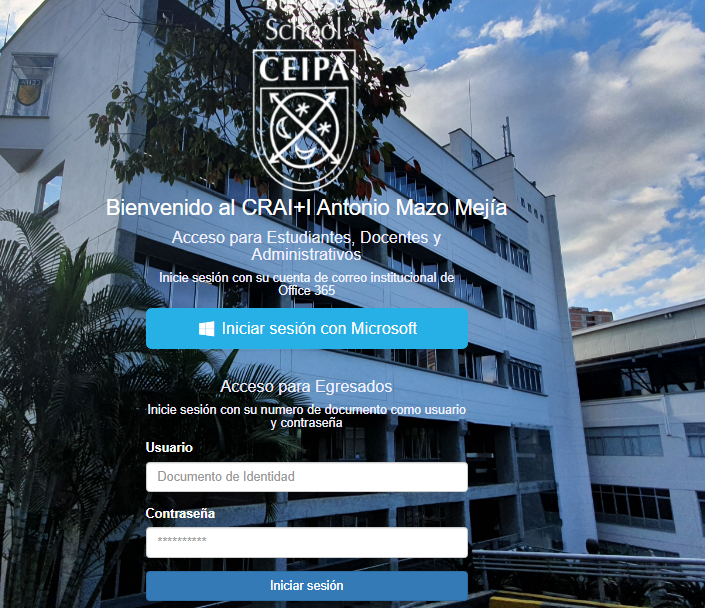 School
CEIPA
Bienvenido al CRAI+I Antonio Mazo Mejía
Acceso para Estudiantes, Docentes y
Administrativos
Inicie sesión con su cuenta de correo institucional de
Office 365
Iniciar sesión con Microsoft
Acceso para Egresados
Inicie sesión con su numero de documento como usuario
y contraseña
Usuario
Documento de Identidad
Contraseña
**********
Iniciar sesión